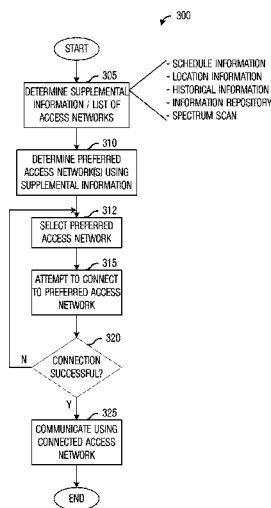 300
START
305
DETERMINE SUPPLEMENTAL
INFORMATION / LIST OF
ACCESS NETWORKS
- SCHEDULE INFORMATION
- LOCATION INFORMATION
- HISTORICAL INFORMATION
- INFORMATION REPOSITORY
- SPECTRUM SCAN
310
DETERMINE PREFERRED
ACCESS NETWORK(S) USING
SUPPLEMENTAL INFORMATION
312
SELECT PREFERRED
ACCESS NETWORK
315
ATTEMPT TO CONNECT
TO PREFERRED ACCESS
NETWORK
320
CONNECTION
SUCCESSFUL?
N
Y
325
COMMUNICATE USING
CONNECTED ACCESS
NETWORK
END